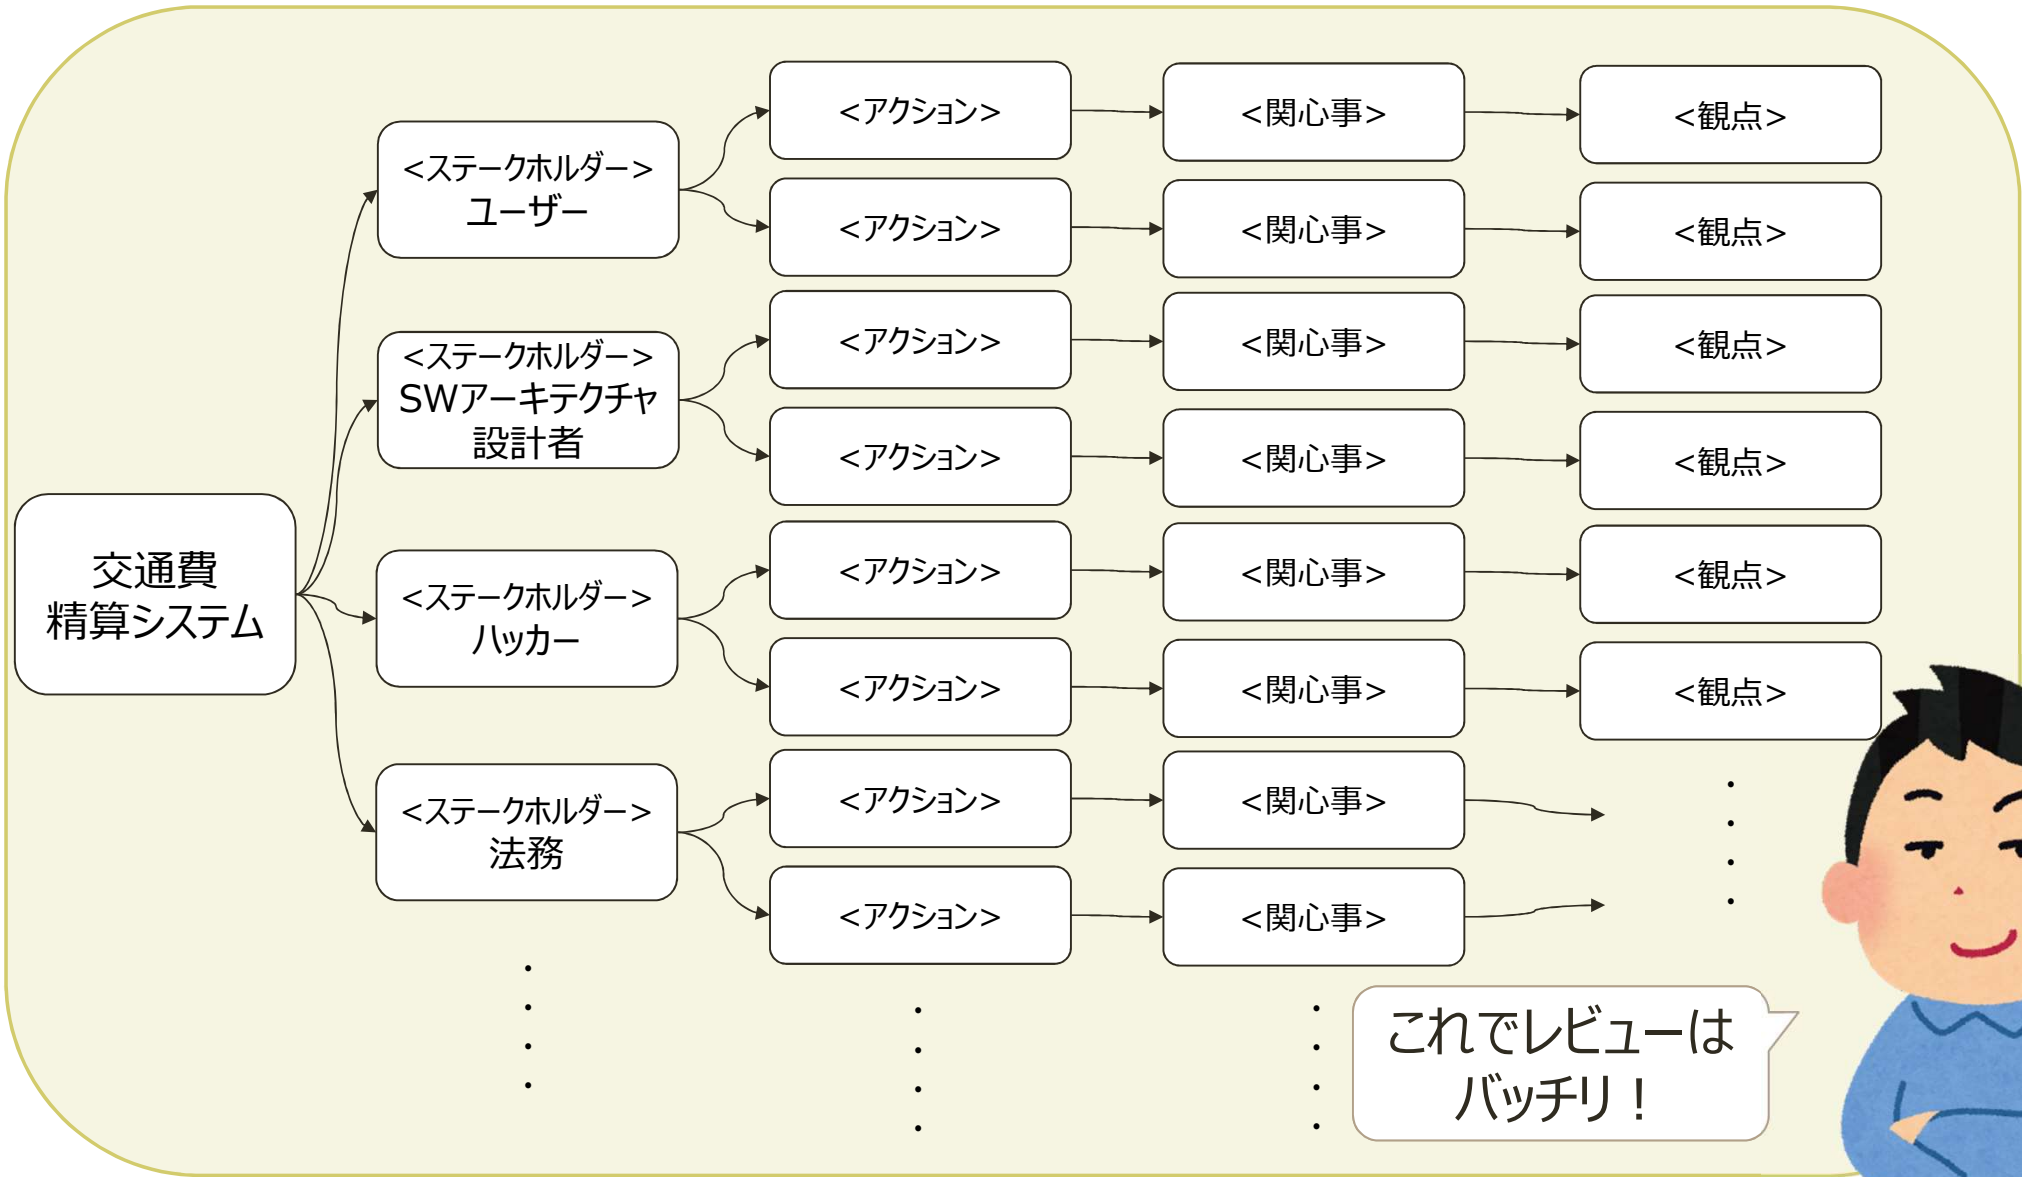 交通費
精算システム
<ステークホルダー>
ユーザー
<ステークホルダー>
SWアーキテクチャ
設計者
<ステークホルダー>
ハッカー
<ステークホルダー>
法務
<アクション>
<関心事>
<観点>
<アクション>
<関心事>
<観点>
<アクション>
<関心事>
<観点>
<アクション>
<関心事>
<観点>
<アクション>
<関心事>
<観点>
<アクション>
<関心事>
<観点>
<アクション>
<関心事>
<アクション>
<関心事>
これでレビューは
バッチリ！